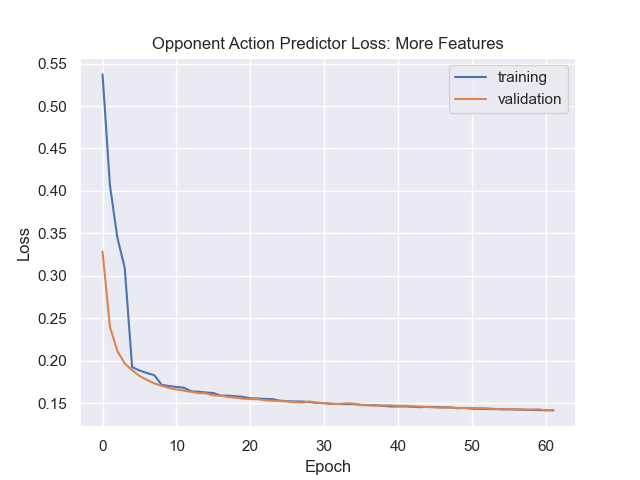 Opponent Action Predictor Loss: More Features
training
validation
0.55
0.50
0.45
0.40
0.35
0.30
0.25
0.20
0.15
Loss
0 10 20 30 40 50 60
Epoch